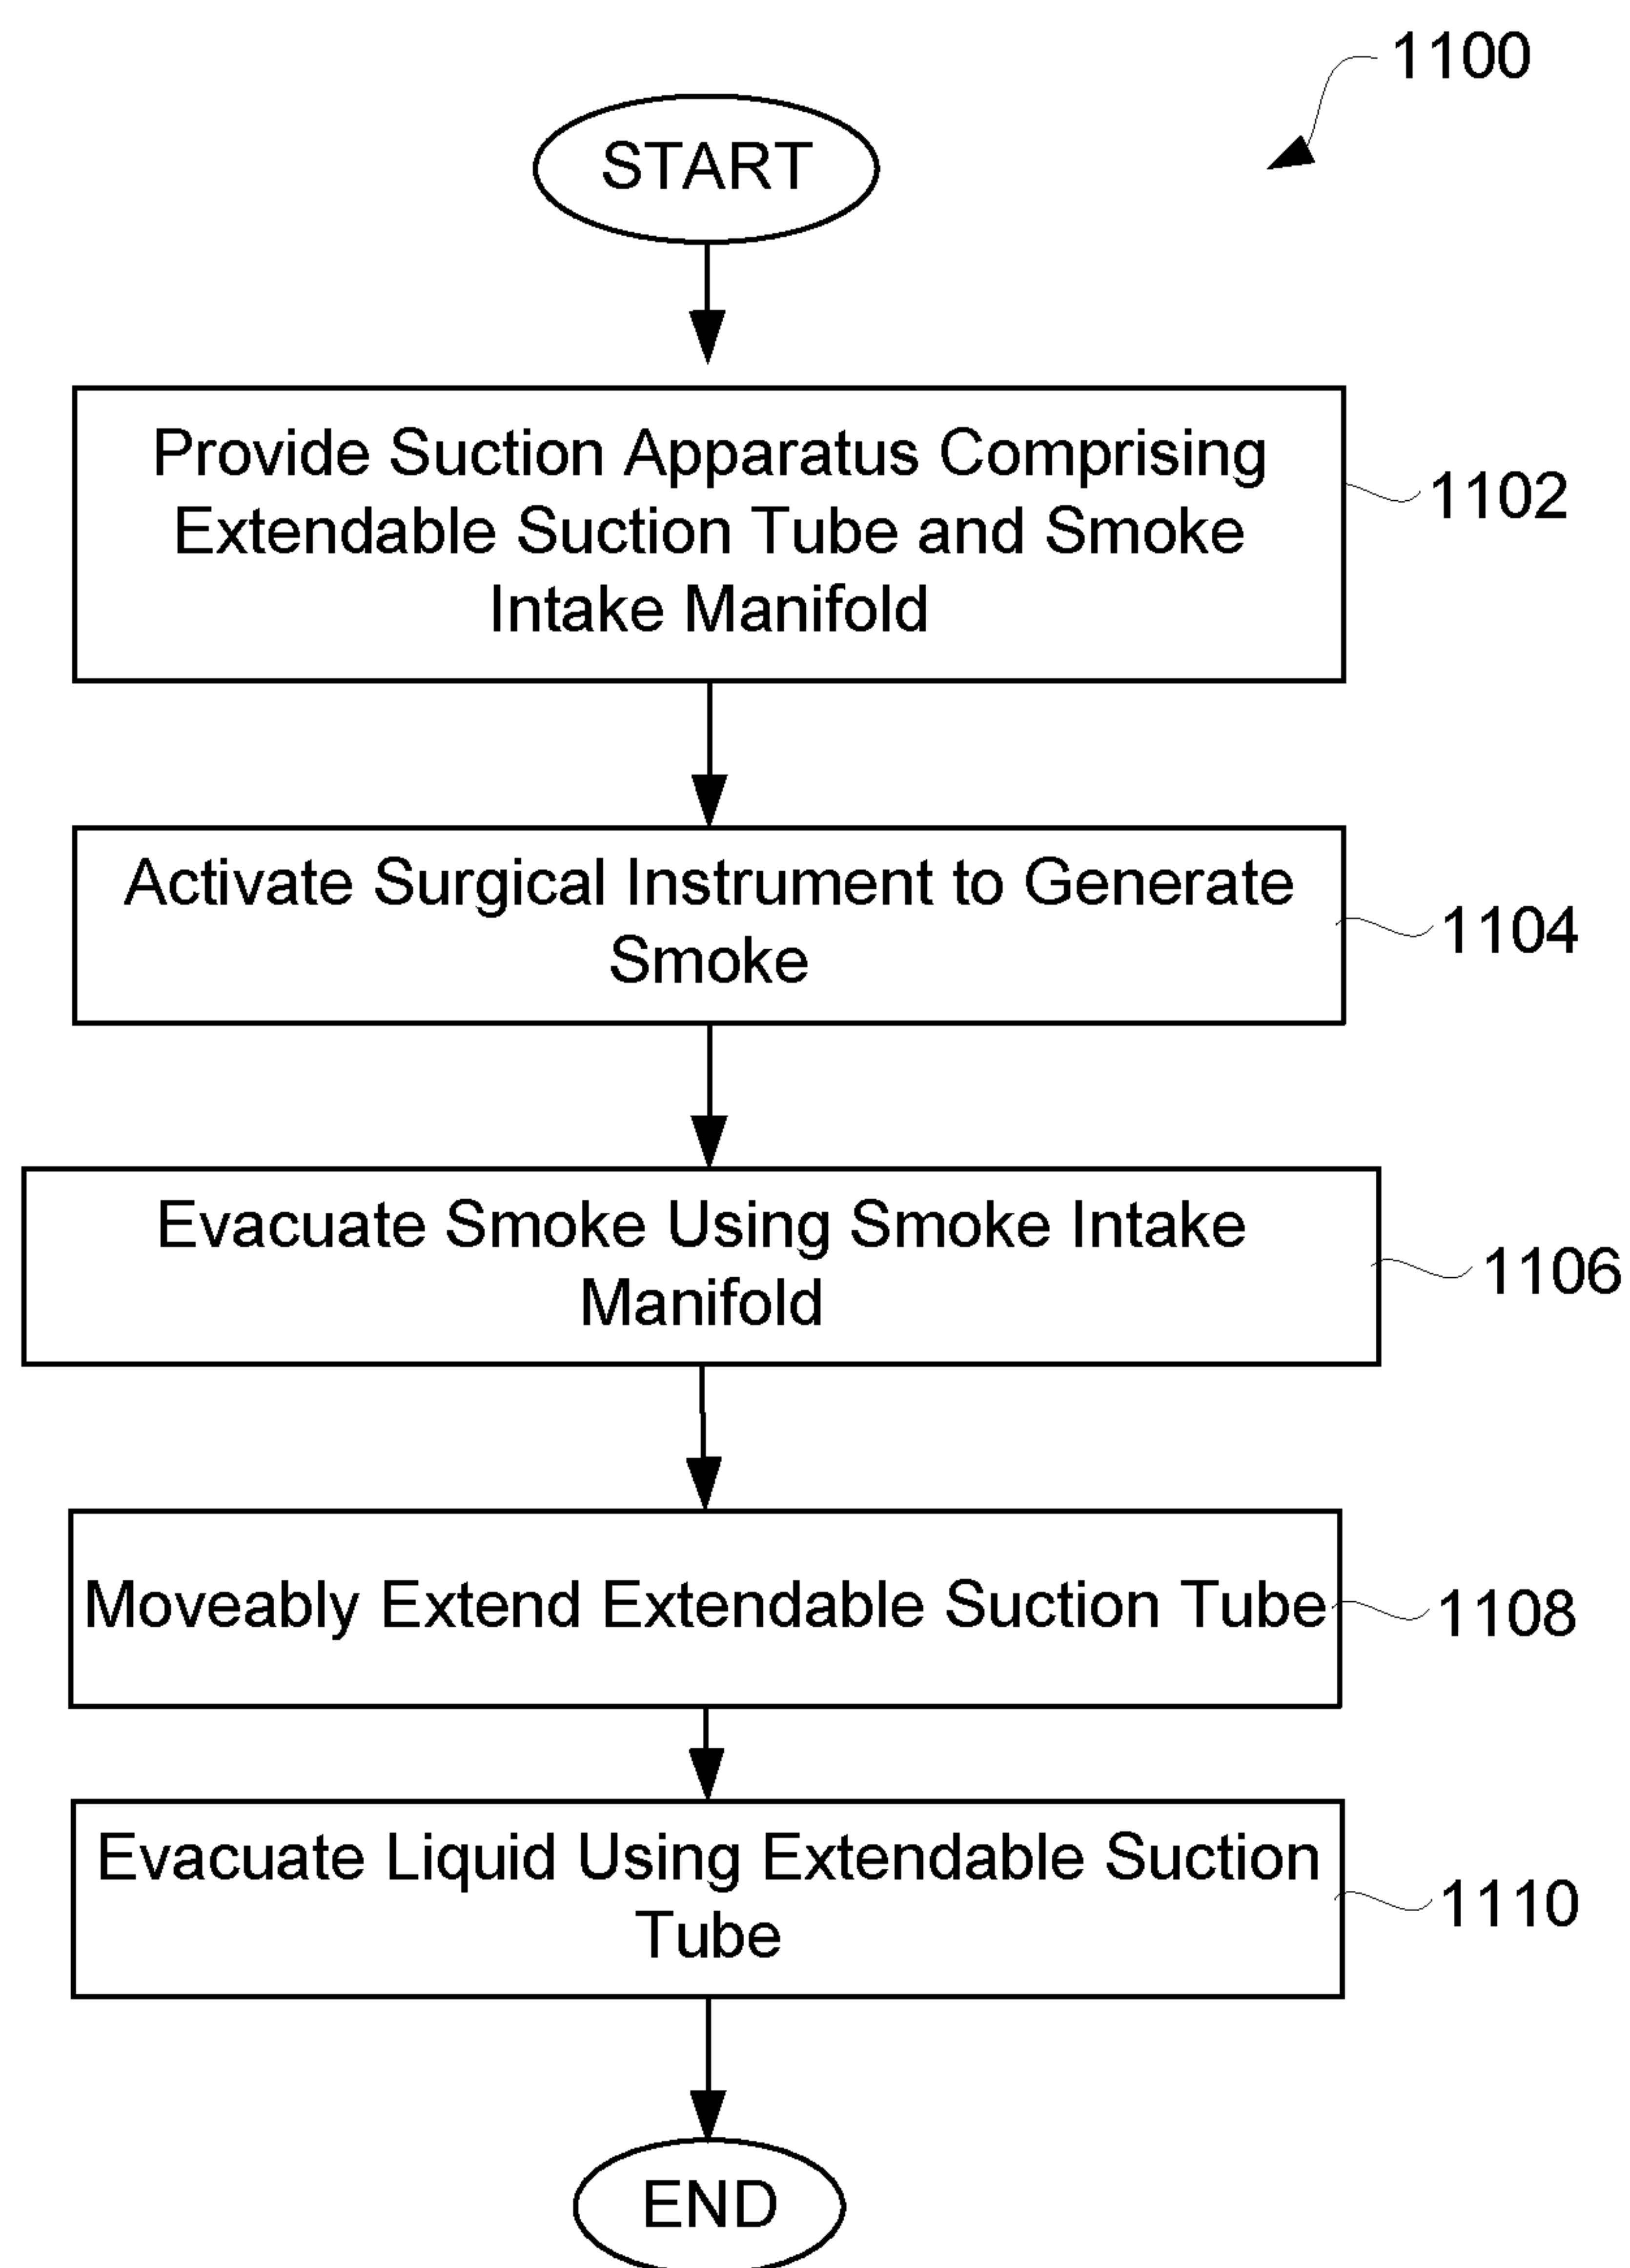 1100
START
Provide Suction Apparatus Comprising
Extendable Suction Tube and Smoke
Intake Manifold
1102
Activate Surgical Instrument to Generate
Smoke
1104
Evacuate Smoke Using Smoke Intake
Manifold
1106
Moveably Extend Extendable Suction Tube
1108
Evacuate Liquid Using Extendable Suction
Tube
1110
END